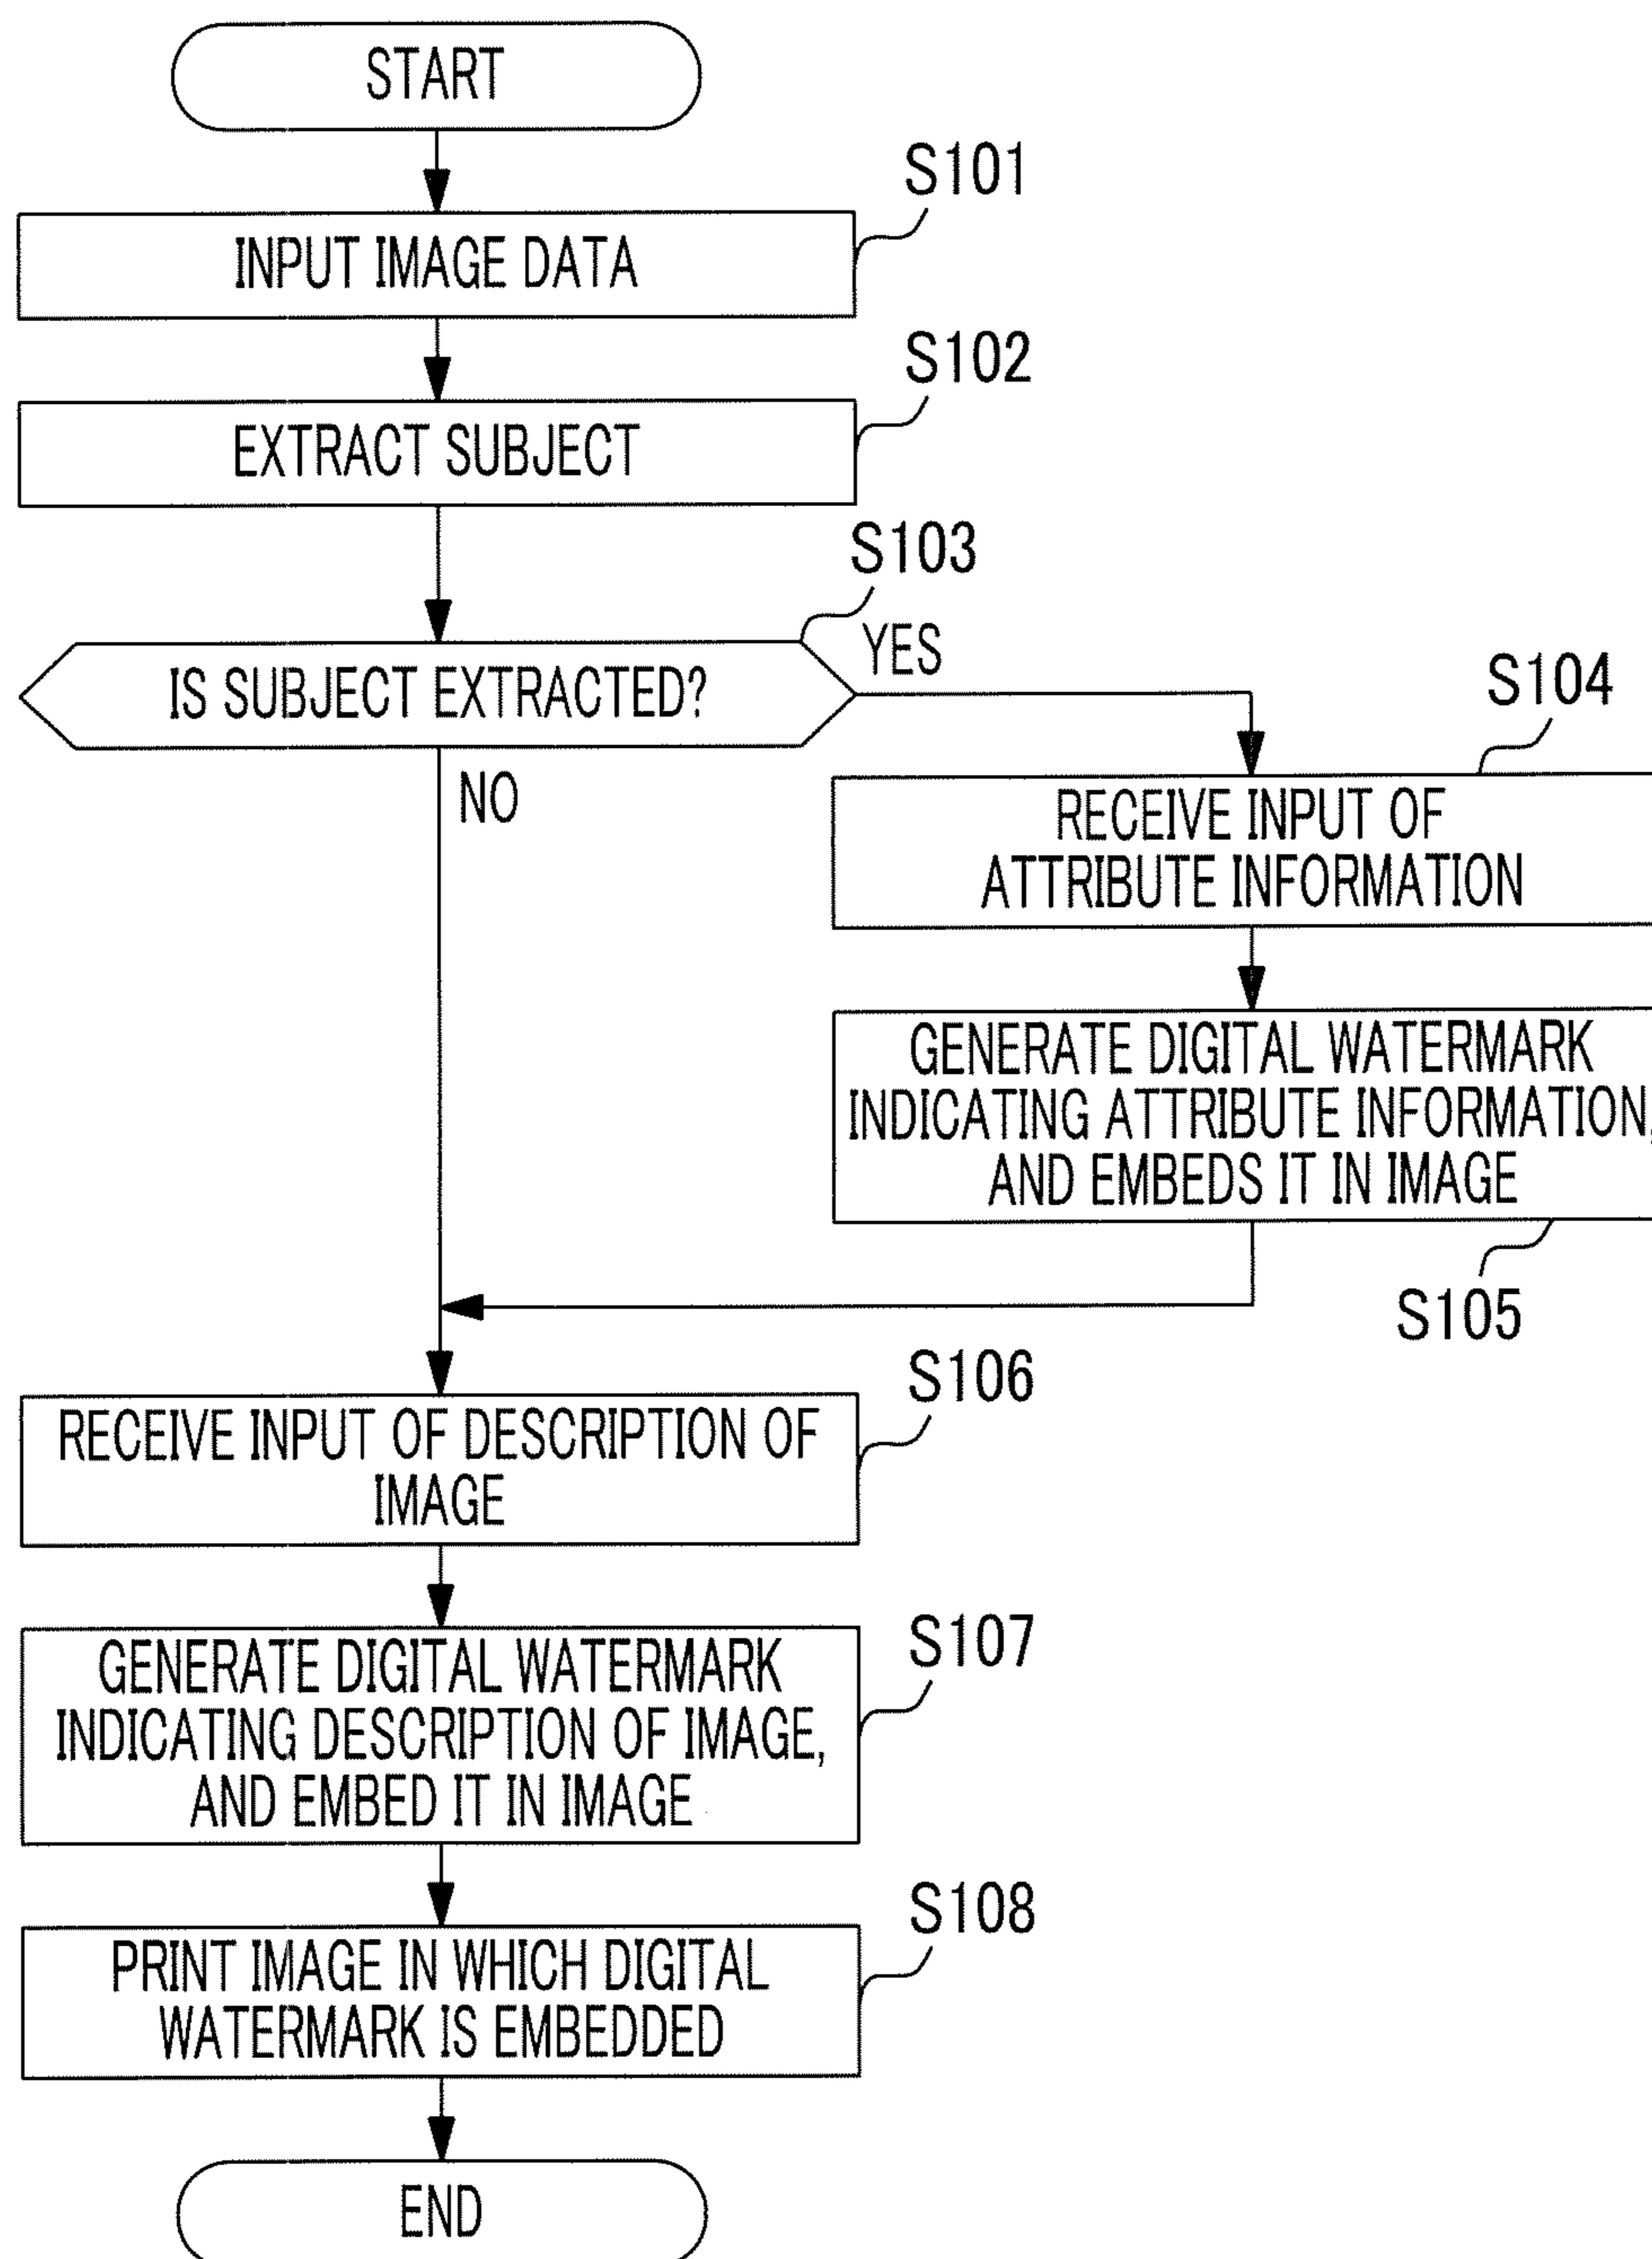 START
S101
INPUT IMAGE DATA
S102
EXTRACT SUBJECT
S103
IS SUBJECT EXTRACTED?
YES
NO
S104
RECEIVE INPUT OF
ATTRIBUTE INFORMATION
GENERATE DIGITAL WATERMARK
INDICATING ATTRIBUTE INFORMATION,
AND EMBEDS IT IN IMAGE
S105
S106
RECEIVE INPUT OF DESCRIPTION OF
IMAGE
S107
GENERATE DIGITAL WATERMARK
INDICATING DESCRIPTION OF IMAGE,
AND EMBED IT IN IMAGE
S108
PRINT IMAGE IN WHICH DIGITAL
WATERMARK IS EMBEDDED
END